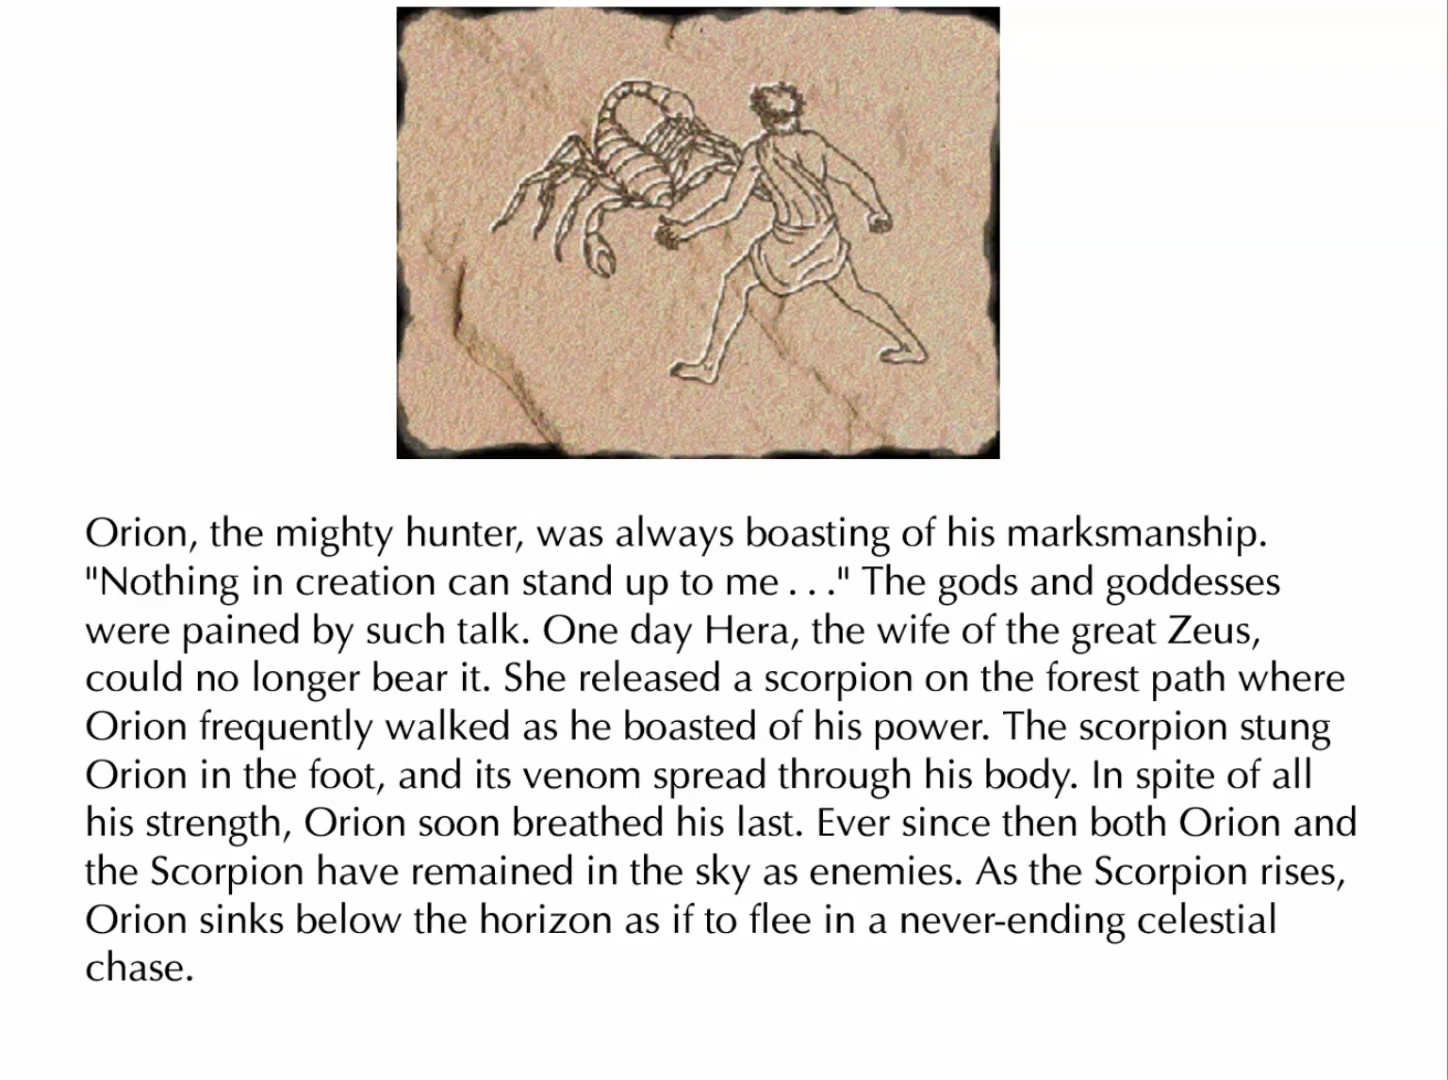 Orion, the mighty hunter, was always boasting of his marksmanship.
"Nothing in creation can stand up to me . . ." The gods and goddesses
were pained by such talk. One day Hera, the wife of the great Zeus,
could no longer bear it. She released a scorpion on the forest path where
Orion frequently walked as he boasted of his power. The scorpion stung
Orion in the foot, and its venom spread through his body. In spite of all
his strength, Orion soon breathed his last. Ever since then both Orion and
the Scorpion have remained in the sky as enemies. As the Scorpion rises,
Orion sinks below the horizon as if to flee in a never-ending celestial
chase.